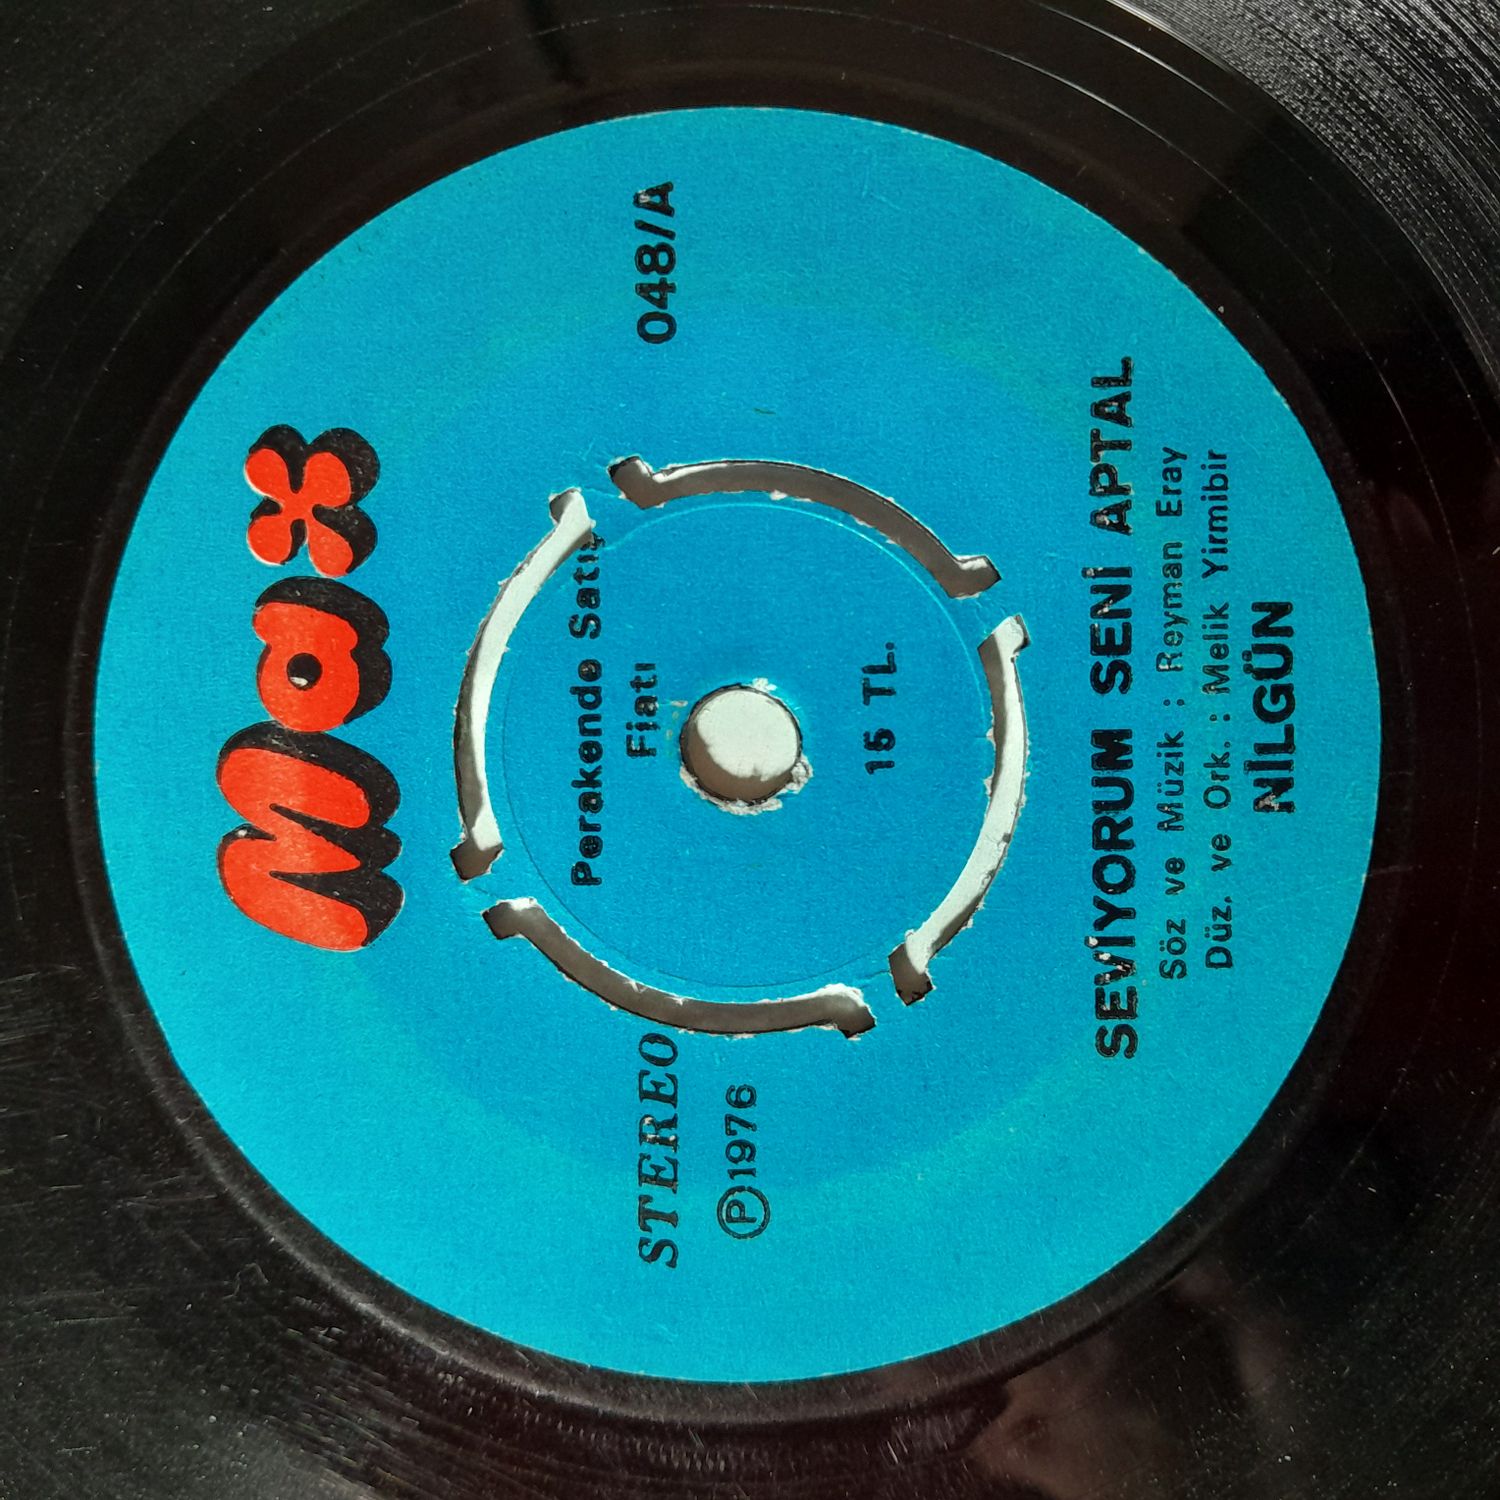 Max
048/A
Perakende Satış
Fiatı
15 TL.
STEREO
Ⓟ1976
SEVİYORUM SENİ APTAL
Söz ve Müzik : Reyman Eray
Düz. ve Ork. : Melik Yirmibir
NİLGÜN